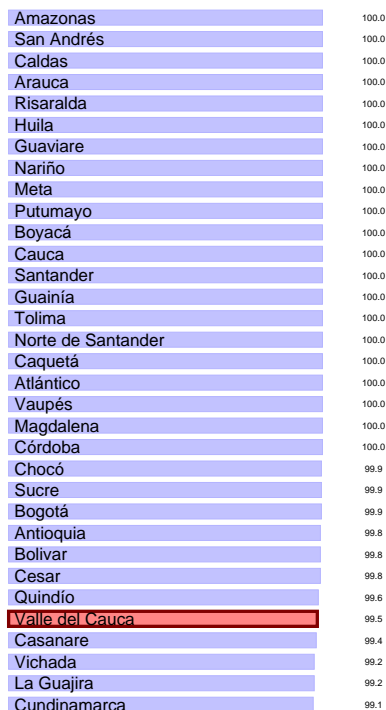 Amazonas 100.0
San Andrés 100.0
Caldas 100.0
Arauca 100.0
Risaralda 100.0
Huila 100.0
Guaviare 100.0
Nariño 100.0
Meta 100.0
Putumayo 100.0
Boyacá 100.0
Cauca 100.0
Santander 100.0
Guainía 100.0
Tolima 100.0
Norte de Santander 100.0
Caquetá 100.0
Atlántico 100.0
Vaupés 100.0
Magdalena 100.0
Córdoba 100.0
Chocó 99.9
Sucre 99.9
Bogotá 99.9
Antioquia 99.8
Bolivar 99.8
Cesar 99.8
Quindío 99.6
Valle del Cauca 99.5
Casanare 99.4
Vichada 99.2
La Guajira 99.2
Cundinamarca 99.1